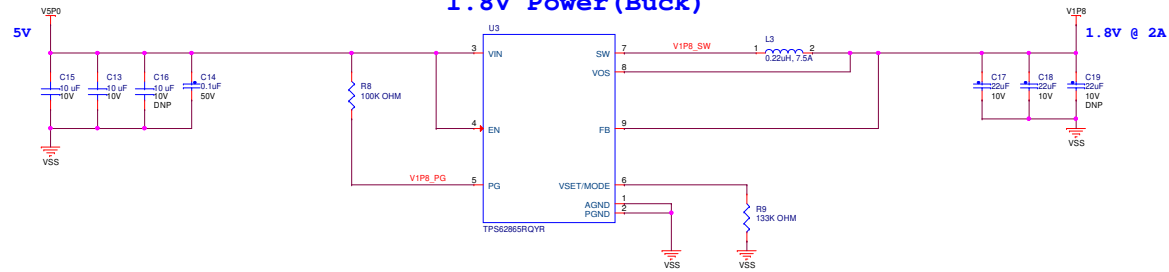 1.8V Power(Buck)
V5P0
5V
V1P8
1.8V @ 2A
U3
3
VIN
SW
7
V1P8_SW
1
L3
2
0.22uH, 7.5A
VOS
8
C15
10 uF
10V
C13
10 uF
10V
C16
10 uF
10V
DNP
C14
0.1uF
50V
R8
100K OHM
C17
22uF
10V
C18
22uF
10V
C19
22uF
10V
DNP
4
EN
FB
9
VSS
VSS
V1P8_PG
5
PG
VSET/MODE
6
AGND
1
PGND
2
R9
133K OHM
TPS62865RQYR
VSS
VSS